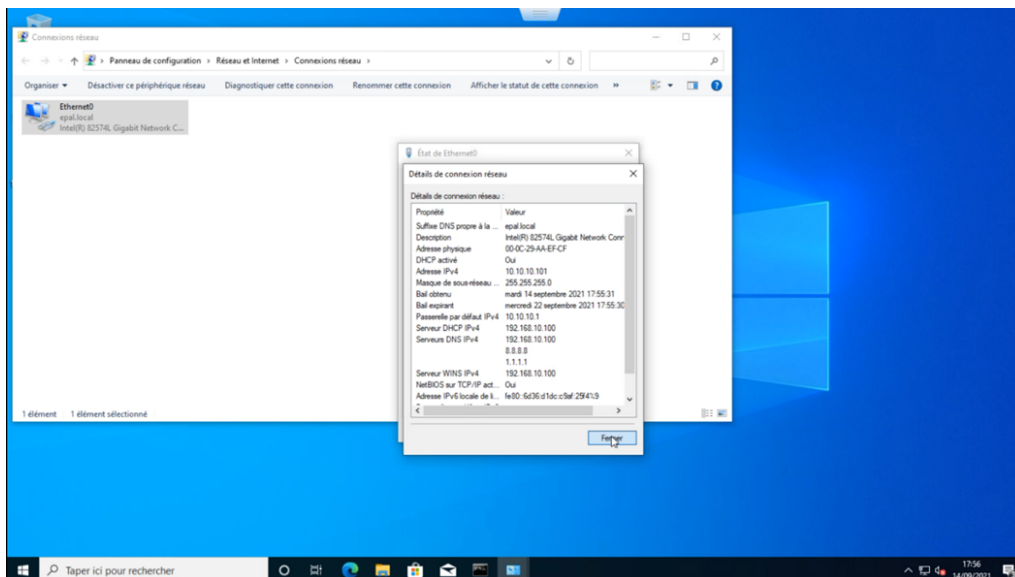 Connexions réseau
Panneau de configuration > Réseau et Internet > Connexions réseau >
Organiser Désactiver ce périphérique réseau Diagnostiquer cette connexion Renommer cette connexion Afficher le statut de cette connexion »
Ethernet0
epal.local
Intel(R) 82574L Gigabit Network C...
État de Ethernet0
Détails de connexion réseau
Détails de connexion réseau :
Propriété Valeur
Suffixe DNS propre à la ... epal.local
Description Intel(R) 82574L Gigabit Network Conr
Adresse physique 00-0C-29-AA-EF-CF
DHCP activé Oui
Adresse IPv4 10.10.10.101
Masque de sous-réseau ... 255.255.255.0
Bail obtenu mardi 14 septembre 2021 17:55:31
Bail expirant mercredi 22 septembre 2021 17:55:30
Passerelle par défaut IPv4 10.10.10.1
Serveur DHCP IPv4 192.168.10.100
Serveurs DNS IPv4 192.168.10.100
8.8.8.8
1.1.1.1
Serveur WINS IPv4 192.168.10.100
NetBIOS sur TCP/IP act... Oui
Adresse IPv6 locale de li...
Fermer
1 élément 1 élément sélectionné
Taper ici pour rechercher
17:56
14/09/2021